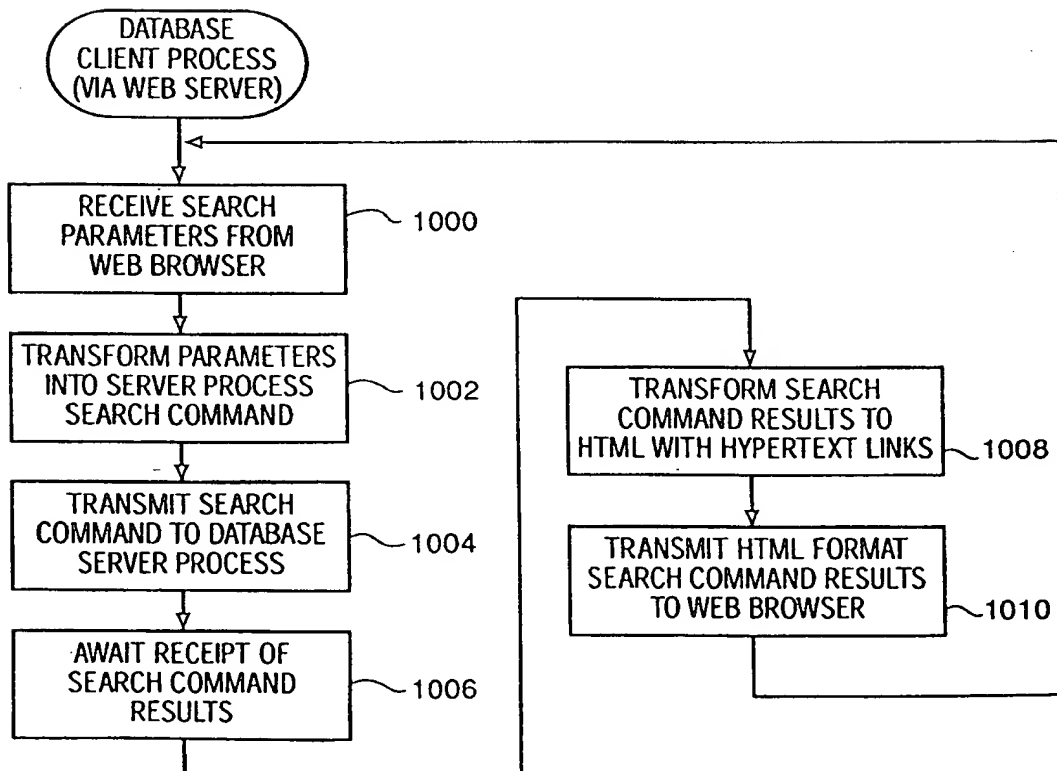 DATABASE
CLIENT PROCESS
(VIA WEB SERVER)
RECEIVE SEARCH
PARAMETERS FROM
WEB BROWSER
1000
TRANSFORM PARAMETERS
INTO SERVER PROCESS
SEARCH COMMAND
1002
TRANSMIT SEARCH
COMMAND TO DATABASE
SERVER PROCESS
1004
AWAIT RECEIPT OF
SEARCH COMMAND
RESULTS
1006
TRANSFORM SEARCH
COMMAND RESULTS TO
HTML WITH HYPERTEXT LINKS
1008
TRANSMIT HTML FORMAT
SEARCH COMMAND RESULTS
TO WEB BROWSER
1010